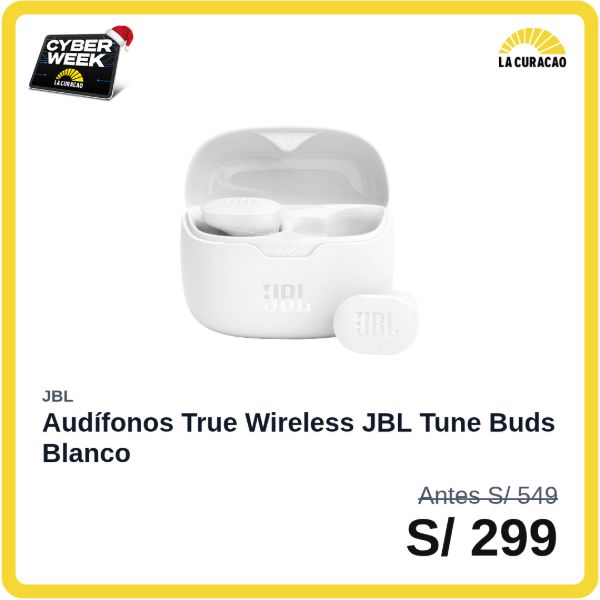 CYBER
WEEK
LA CURACAO
LA CURACAO
JBL
JBL
JBL
Audífonos True Wireless JBL Tune Buds
Blanco
Antes S/ 549
S/ 299